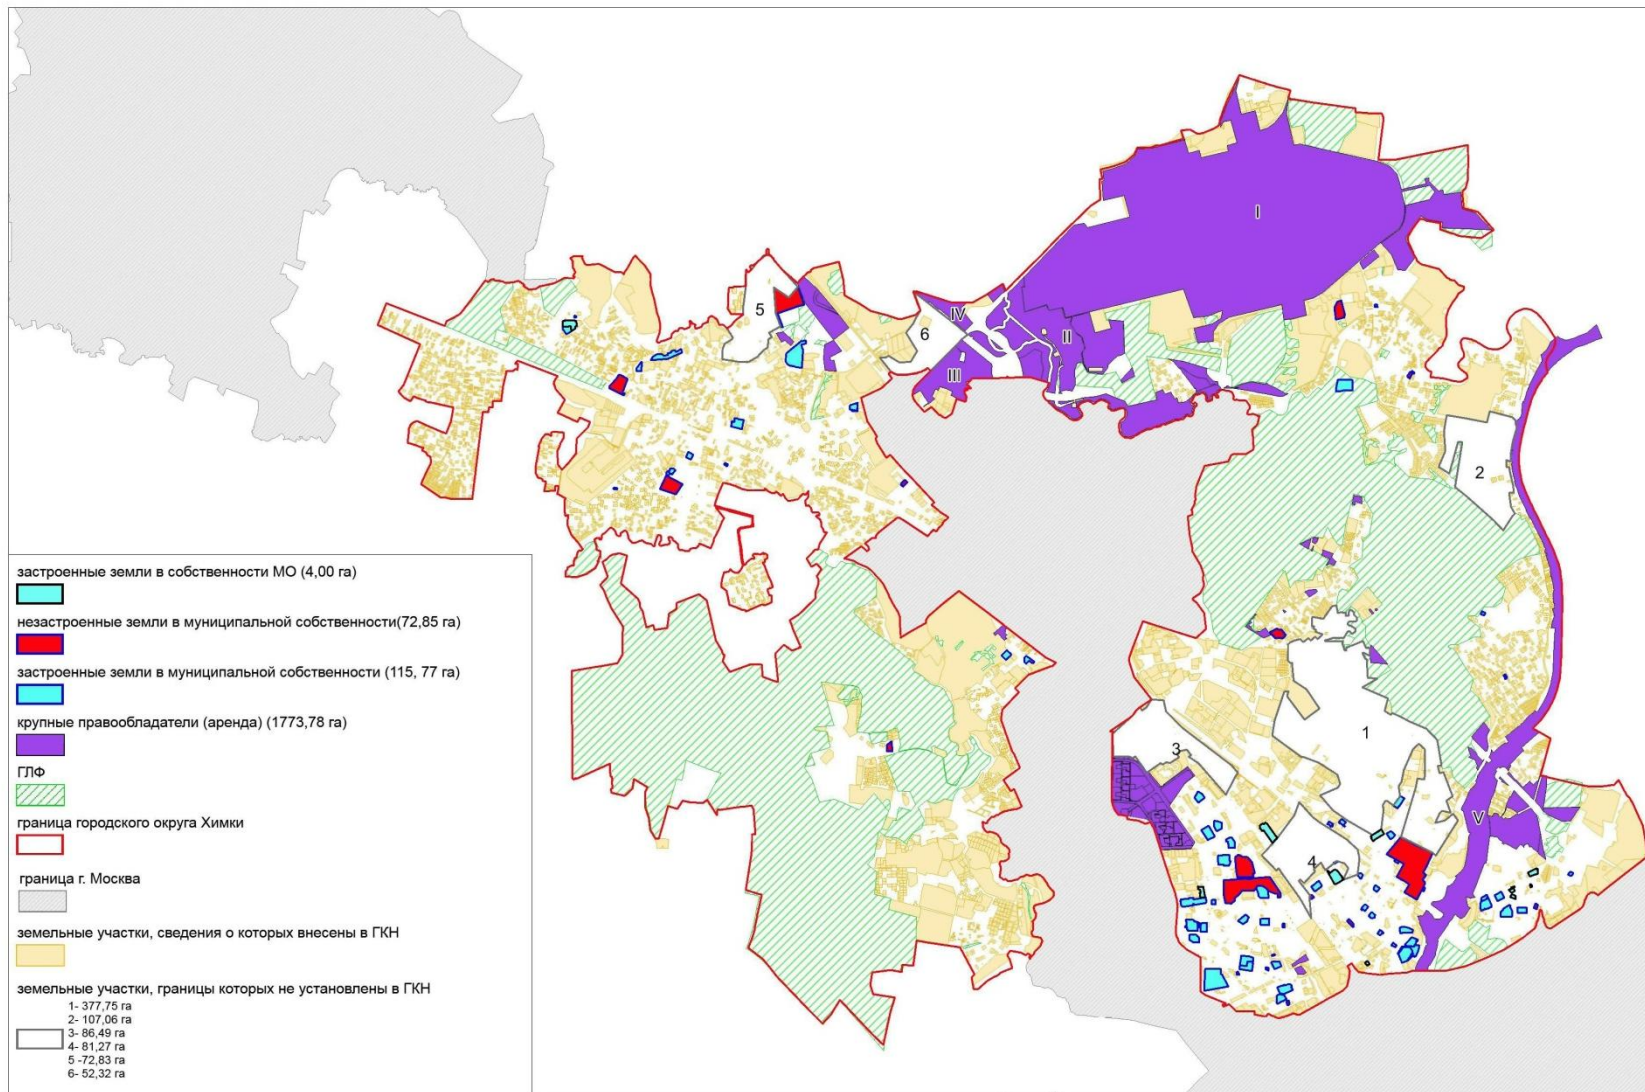 I
5
IV
6
II
III
2
1
3
4
V
застроенные земли в собственности МО (4,00 га)
незастроенные земли в муниципальной собственности(72,85 га)
застроенные земли в муниципальной собственности (115, 77 га)
крупные правообладатели (аренда) (1773,78 га)
ГЛФ
граница городского округа Химки
граница г. Москва
земельные участки, сведения о которых внесены в ГКН
земельные участки, границы которых не установлены в ГКН
1- 377,75 га
2- 107,06 га
3- 86,49 га
4- 81,27 га
5 -72,83 га
6- 52,32 га